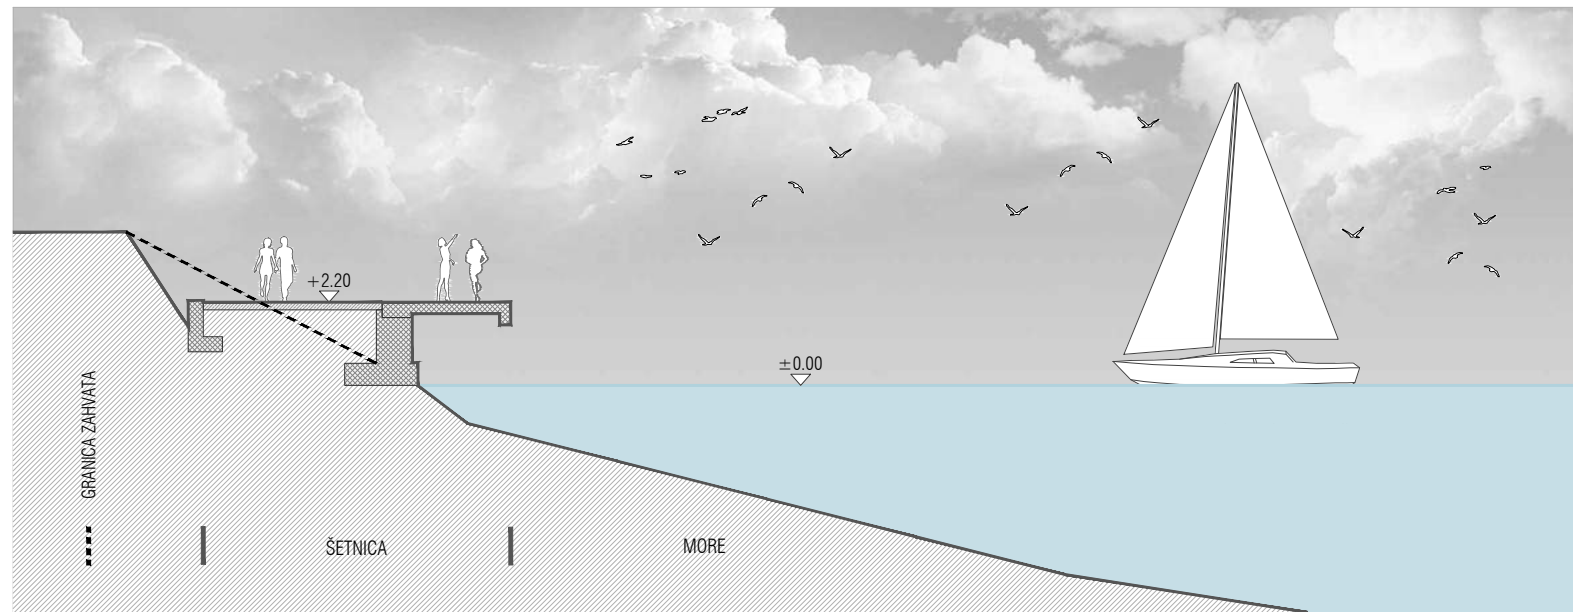 +2.20
±0.00
GRANICA ZAHVATA
ŠETNICA
MORE